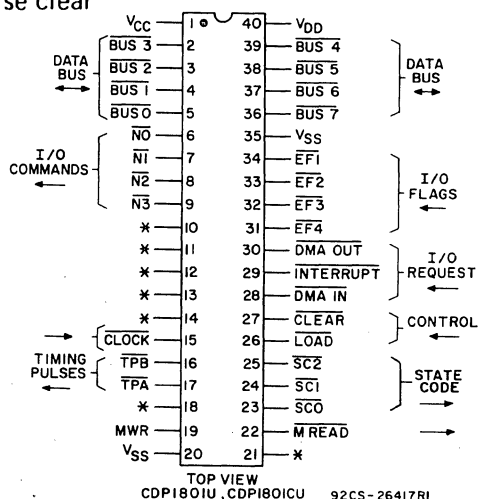 se clear
VCC 1 40 VDD
BUS 3 2 39 BUS 4
BUS 2 3 38 BUS 5
BUS 1 4 37 BUS 6
BUS 0 5 36 BUS 7
DATA BUS
DATA BUS
N0 6 35 VSS
N1 7 34 EF1
N2 8 33 EF2
N3 9 32 EF3
* 10 31 EF4
I/O COMMANDS
I/O FLAGS
* 11 30 DMA OUT
* 12 29 INTERRUPT
* 13 28 DMA IN
I/O REQUEST
* 14 27 CLEAR
CLOCK 15 26 LOAD
CONTROL
TPB 16 25 SC2
TPA 17 24 SC1
* 18 23 SC0
TIMING PULSES
STATE CODE
MWR 19 22 M READ
VSS 20 21 *
TOP VIEW
CDP1801U, CDP1801CU 92CS-26417R1